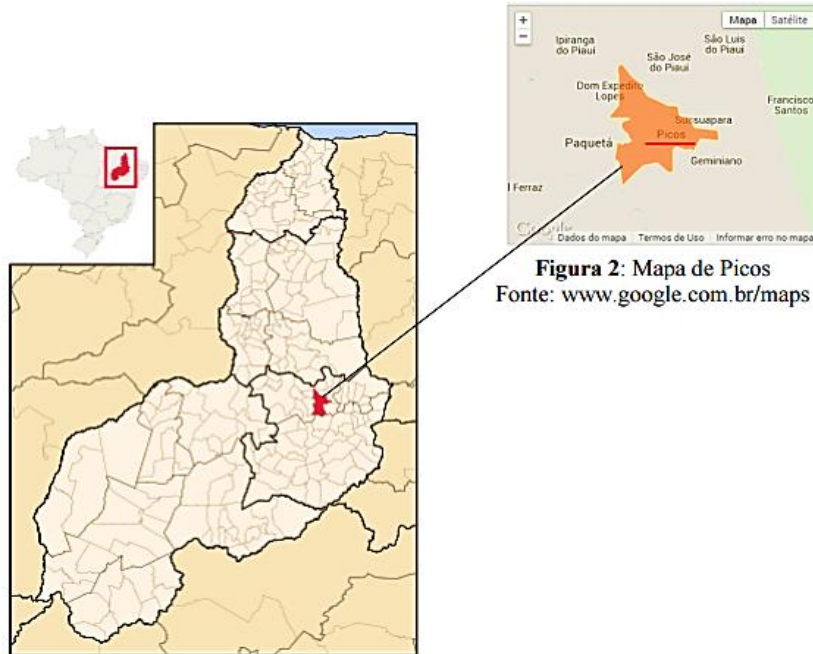 +
−
Mapa Satélite
Ipiranga
do Piauí
São Luis
do Piauí
São José
do Piauí
Dom Expedito
Lopes
Francisco
Santos
Sussuapara
Picos
Paquetá
Geminiano
l Ferraz
Google
Dados do mapa Termos de Uso Informar erro no mapa
Figura 2: Mapa de Picos
Fonte: www.google.com.br/maps